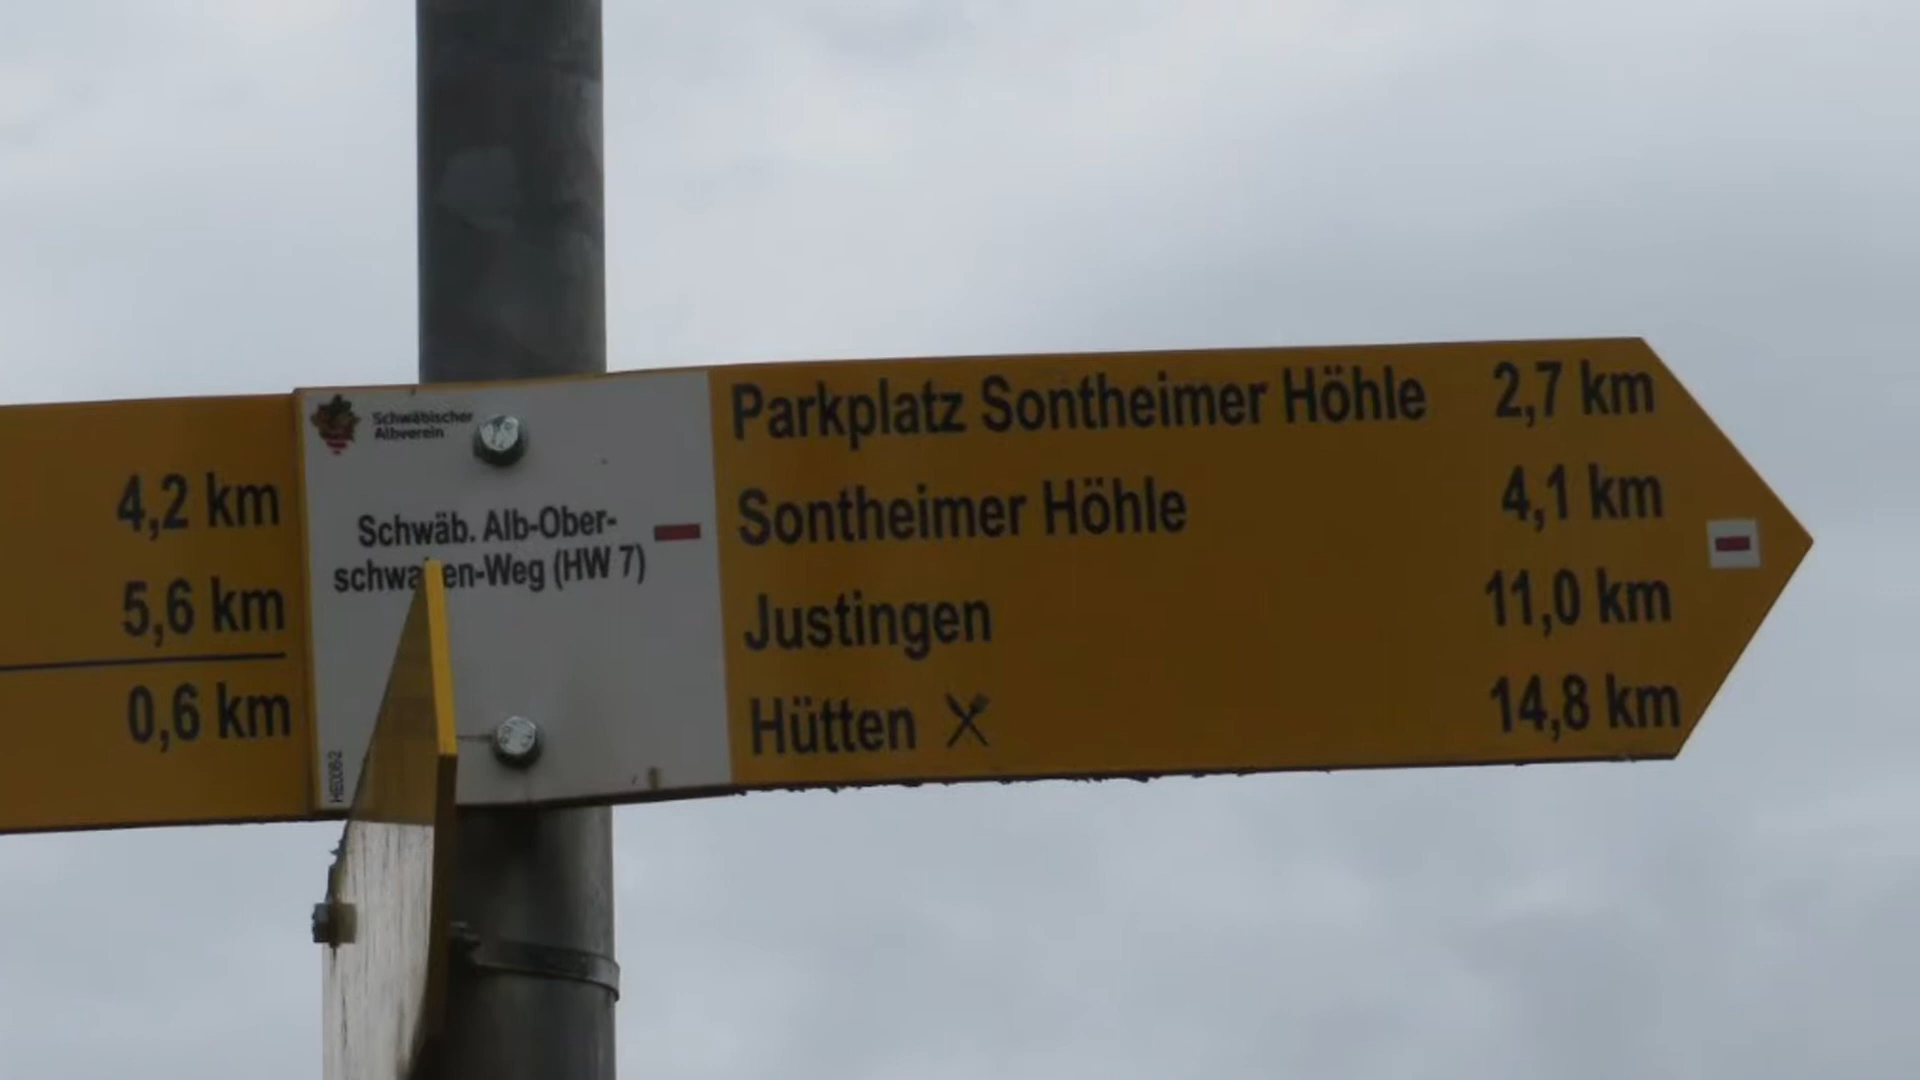 4,2 km
5,6 km
0,6 km
Schwäbischer
Albverein
Schwäb. Alb-Ober-
schwaben-Weg (HW 7)
Parkplatz Sontheimer Höhle 2,7 km
Sontheimer Höhle 4,1 km
Justingen 11,0 km
Hütten 14,8 km